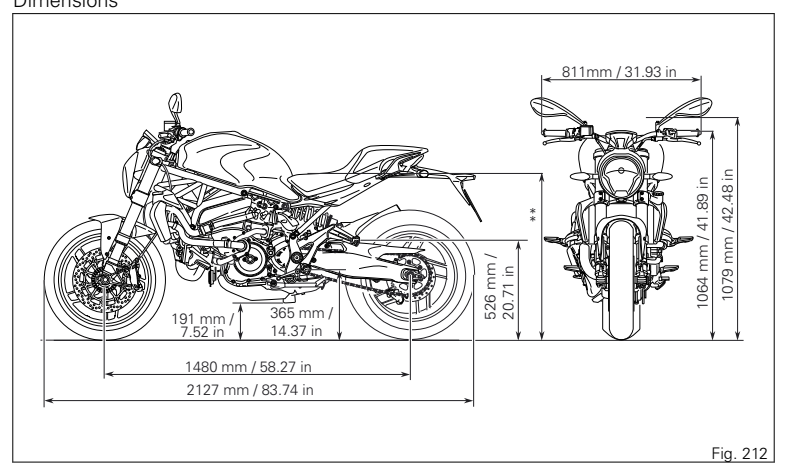 Dimensions
811mm / 31.93 in
**
526 mm /
20.71 in
1064 mm / 41.89 in
1079 mm / 42.48 in
191 mm /
7.52 in
365 mm /
14.37 in
1480 mm / 58.27 in
2127 mm / 83.74 in
Fig. 212